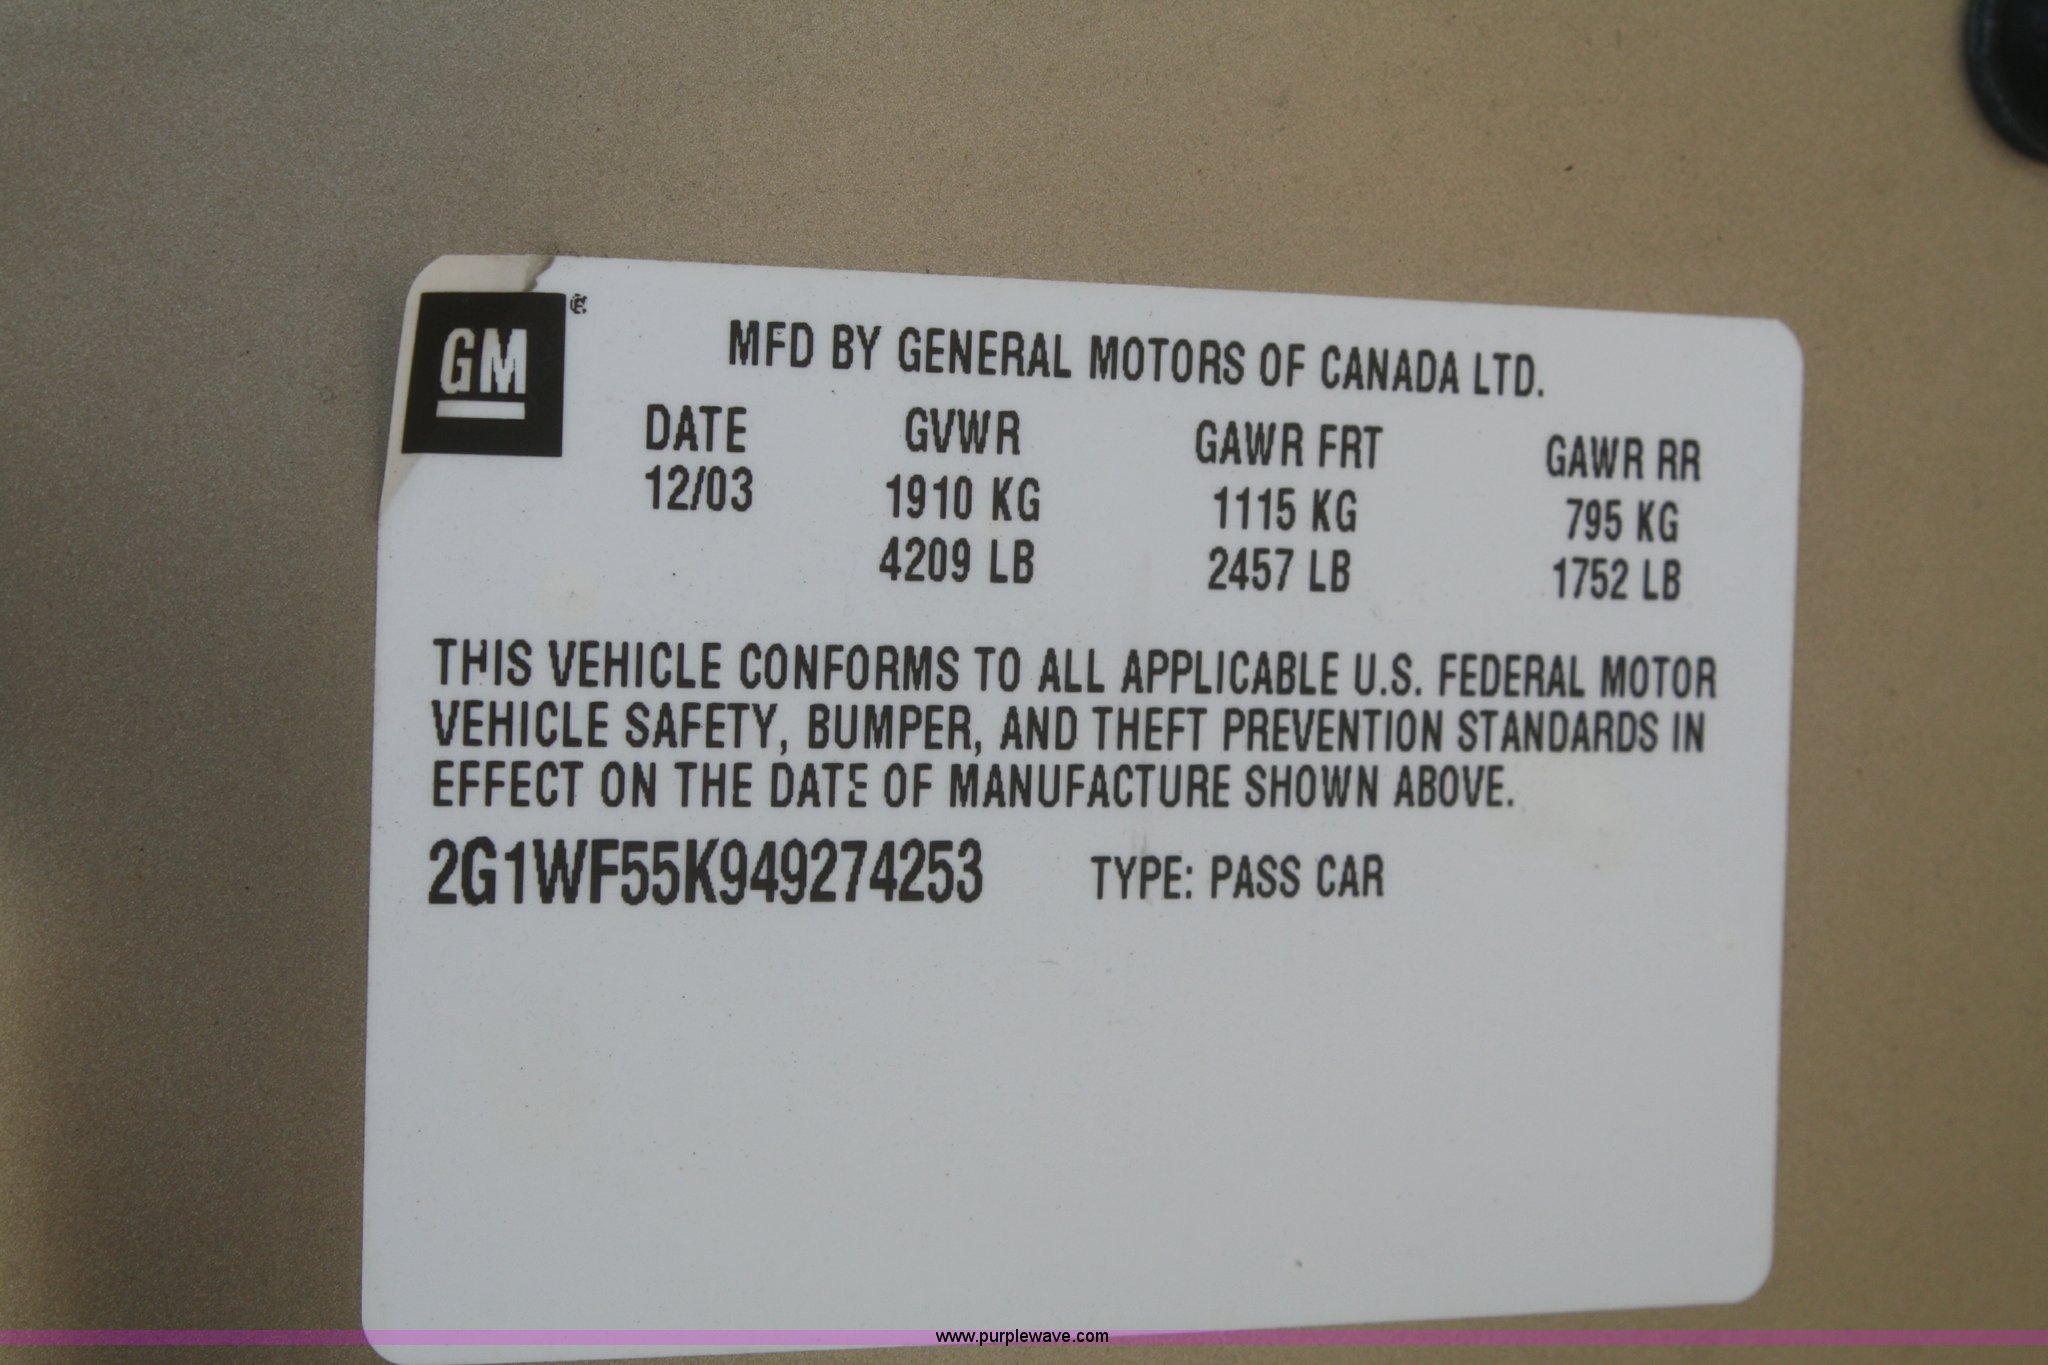 GM
MFD BY GENERAL MOTORS OF CANADA LTD.
DATE GVWR GAWR FRT GAWR RR
12/03 1910 KG 1115 KG 795 KG
4209 LB 2457 LB 1752 LB
THIS VEHICLE CONFORMS TO ALL APPLICABLE U.S. FEDERAL MOTOR
VEHICLE SAFETY, BUMPER, AND THEFT PREVENTION STANDARDS IN
EFFECT ON THE DATE OF MANUFACTURE SHOWN ABOVE.
2G1WF55K949274253 TYPE: PASS CAR
www.purplewave.com